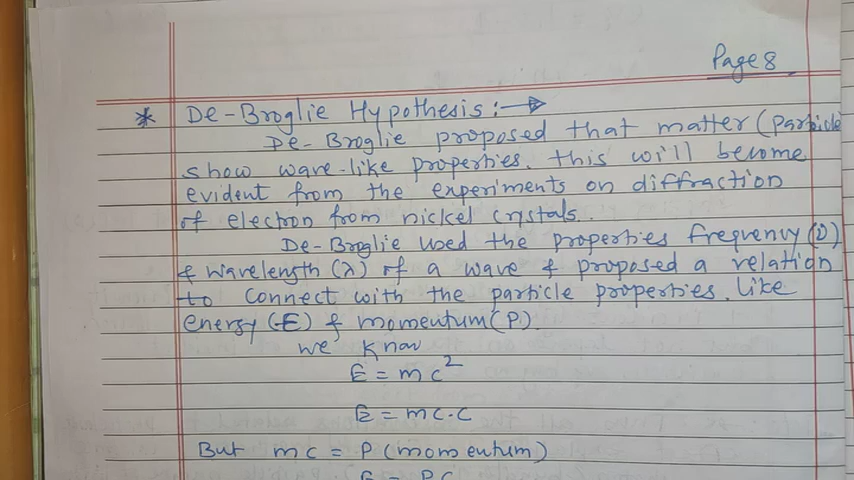 Page 8
* De-Broglie Hypothesis:→
De-Broglie proposed that matter (particle
show wave-like properties. this will become
evident from the experiments on diffraction
of electron from nickel crystals.
De-Broglie used the properties frequency (υ)
& wavelength (λ) of a wave & proposed a relation
to connect with the particle properties. Like
energy (E) & momentum (P).
we know
E = mc²
E = mc.c
But mc = P (momentum)
E = PC